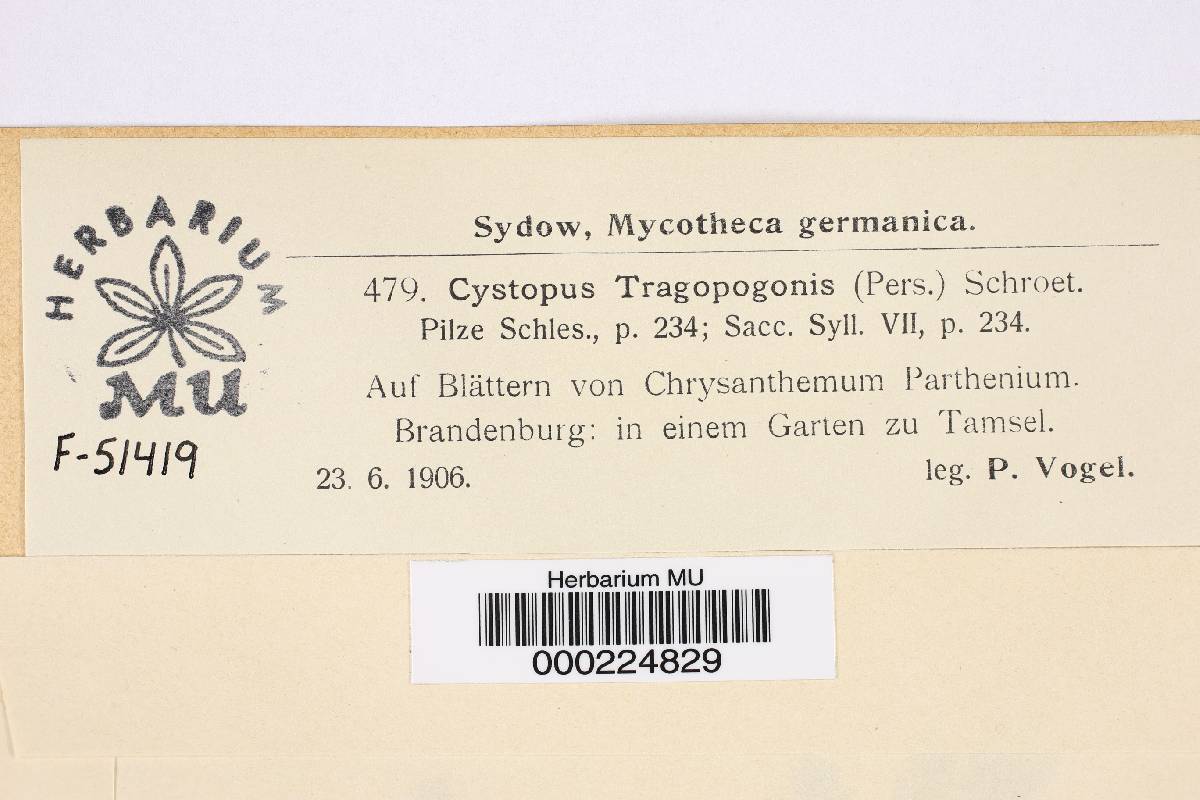 HERBARIUM
MU
F-51419
Sydow, Mycotheca germanica.
479. Cystopus Tragopogonis (Pers.) Schroet.
Pilze Schles., p. 234; Sacc. Syll. VII, p. 234.
Auf Blättern von Chrysanthemum Parthenium.
Brandenburg: in einem Garten zu Tamsel.
23. 6. 1906. leg. P. Vogel.
Herbarium MU
000224829